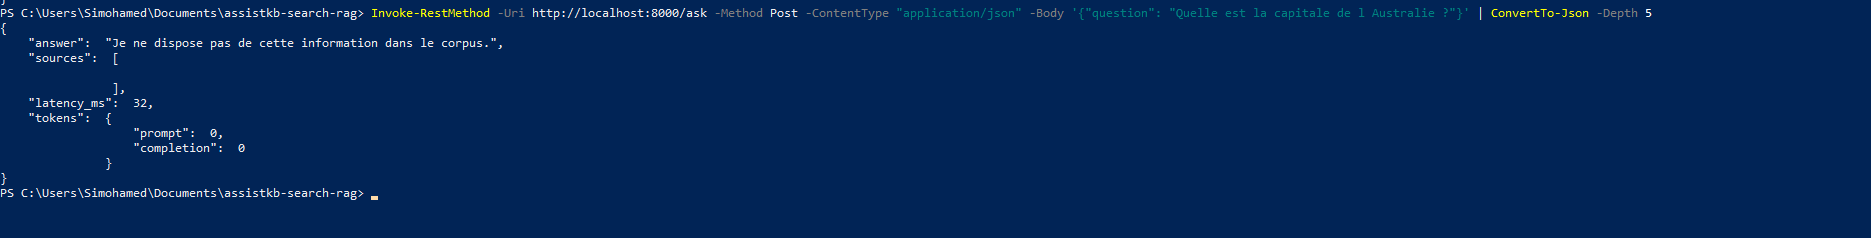 PS C:\Users\Simohamed\Documents\assistkb-search-rag> Invoke-RestMethod -Uri http://localhost:8000/ask -Method Post -ContentType "application/json" -Body '{"question": "Quelle est la capitale de l Australie ?"}' | ConvertTo-Json -Depth 5
{
    "answer":  "Je ne dispose pas de cette information dans le corpus.",
    "sources":  [

                ],
    "latency_ms":  32,
    "tokens":  {
                   "prompt":  0,
                   "completion":  0
               }
}
PS C:\Users\Simohamed\Documents\assistkb-search-rag>